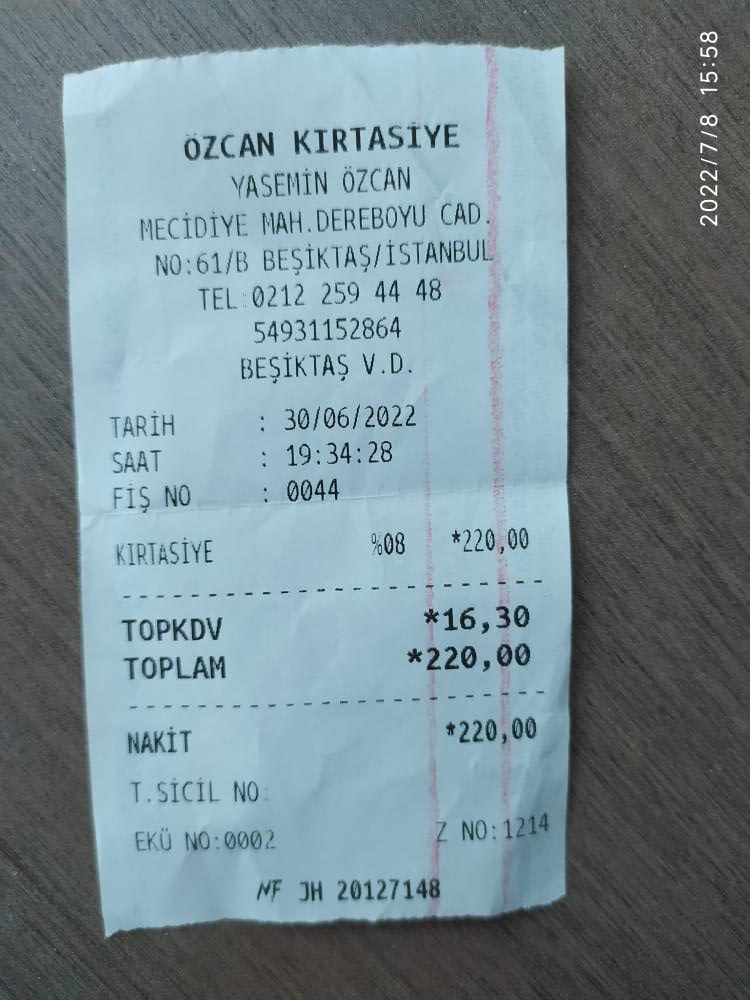 ÖZCAN KIRTASİYE
YASEMİN ÖZCAN
MECİDİYE MAH.DEREBOYU CAD.
NO:61/B BEŞİKTAŞ/İSTANBUL
TEL:0212 259 44 48
54931152864
BEŞİKTAŞ V.D.
TARİH : 30/06/2022
SAAT : 19:34:28
FİŞ NO : 0044
KIRTASİYE %08 *220,00
TOPKDV *16,30
TOPLAM *220,00
NAKİT *220,00
T.SİCİL NO:
EKÜ NO:0002 Z NO:1214
MF JH 20127148
2022/7/8 15:58